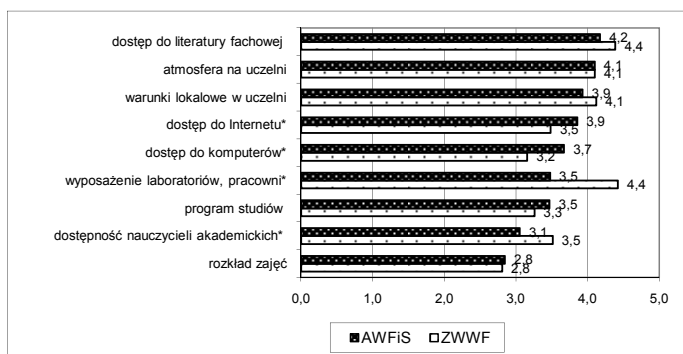 dostęp do literatury fachowej 4,2
4,4
atmosfera na uczelni 4,1
4,1
warunki lokalowe w uczelni 3,9
4,1
dostęp do Internetu* 3,9
3,5
dostęp do komputerów* 3,7
3,2
wyposażenie laboratoriów, pracowni* 3,5
4,4
program studiów 3,5
3,3
dostępność nauczycieli akademickich* 3,1
3,5
rozkład zajęć 2,8
2,8
0,0 1,0 2,0 3,0 4,0 5,0
AWFiS ZWWF